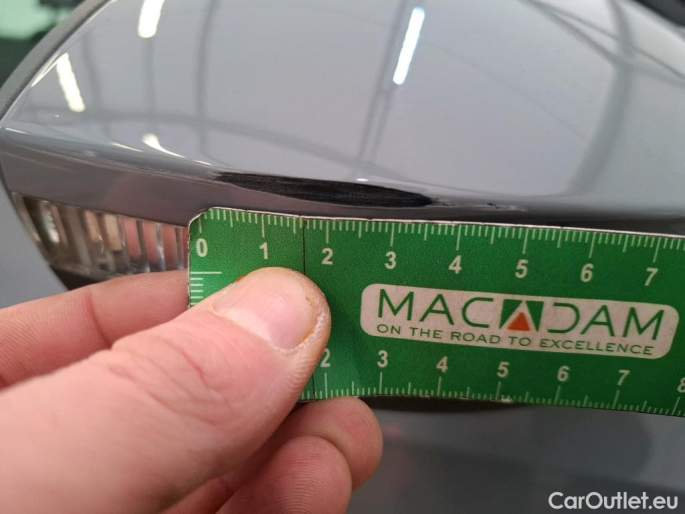 0 1 2 3 4 5 6 7
MACADAM
ON THE ROAD TO EXCELLENCE
2 3 4 5 6 7 8
CarOutlet.eu